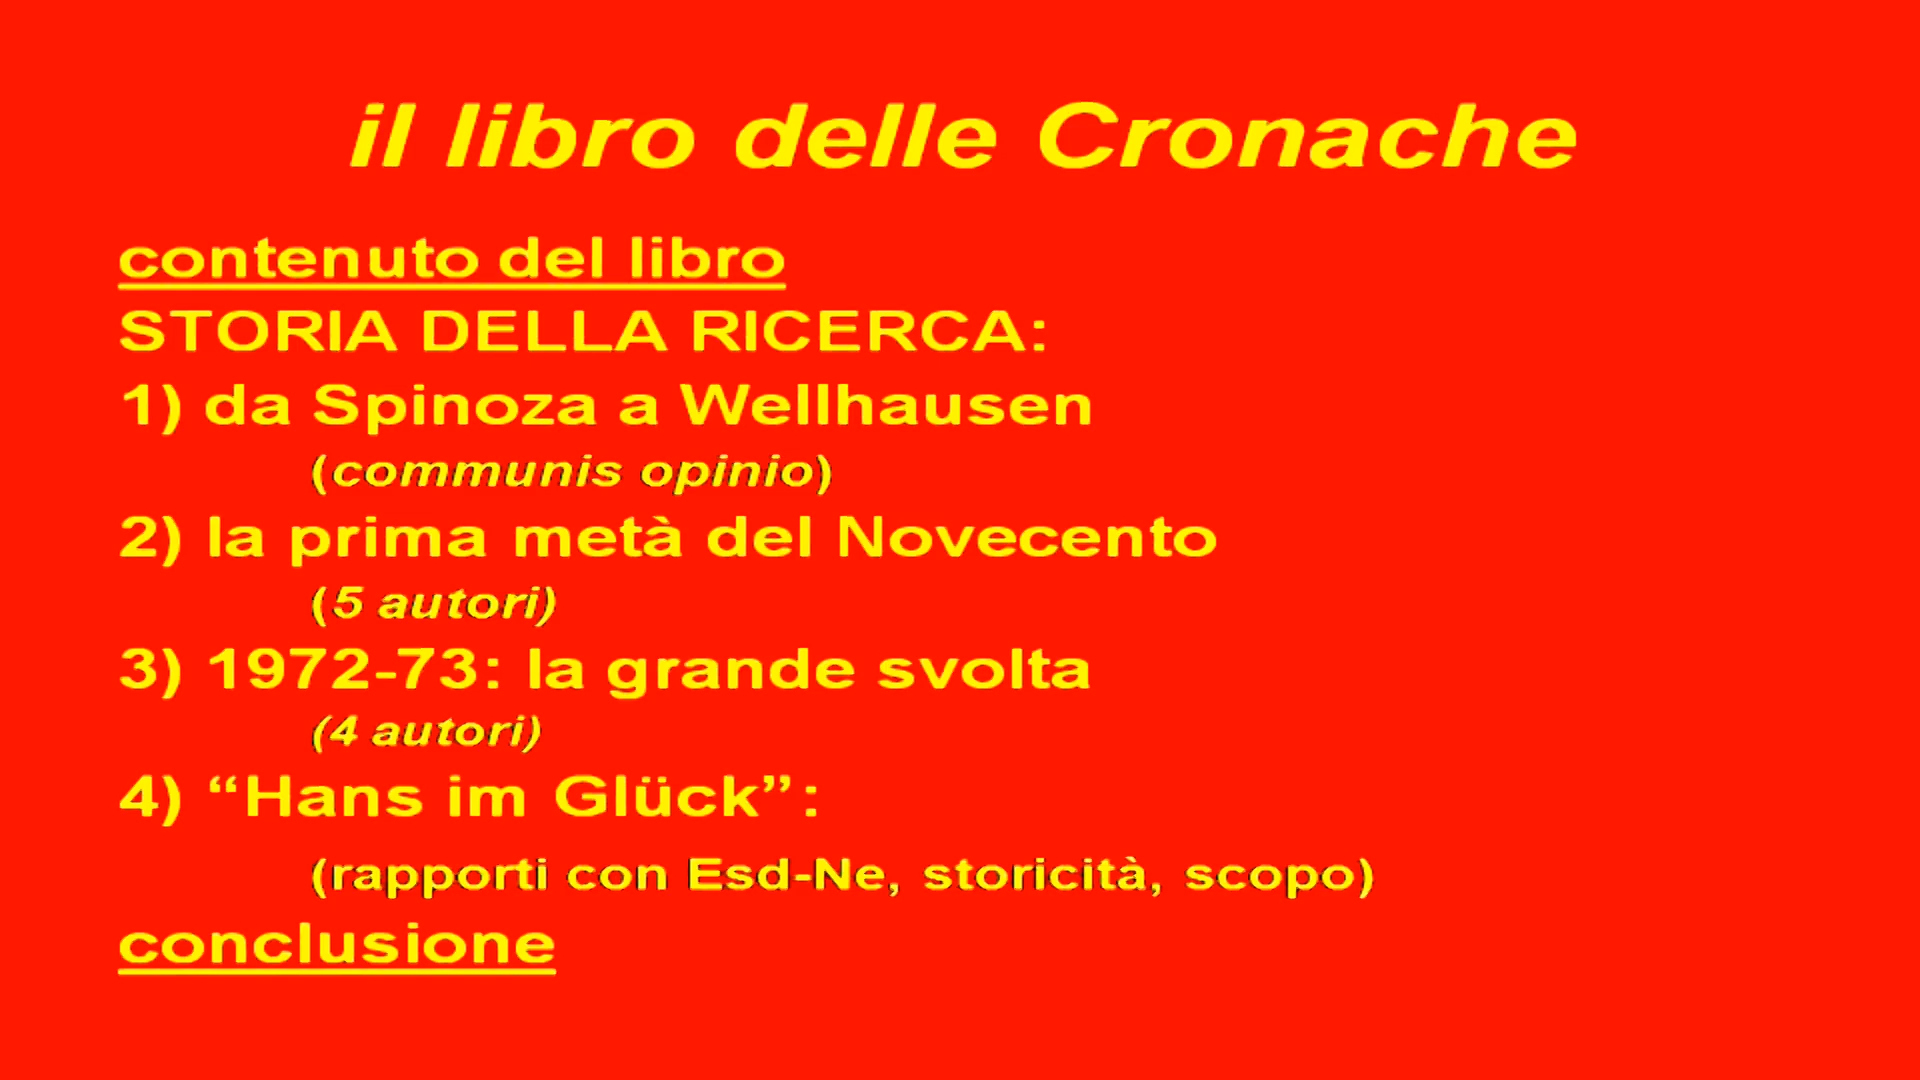 il libro delle Cronache
contenuto del libro
STORIA DELLA RICERCA:
1) da Spinoza a Wellhausen
(communis opinio)
2) la prima metà del Novecento
(5 autori)
3) 1972-73: la grande svolta
(4 autori)
4) “Hans im Glück”:
(rapporti con Esd-Ne, storicità, scopo)
conclusione